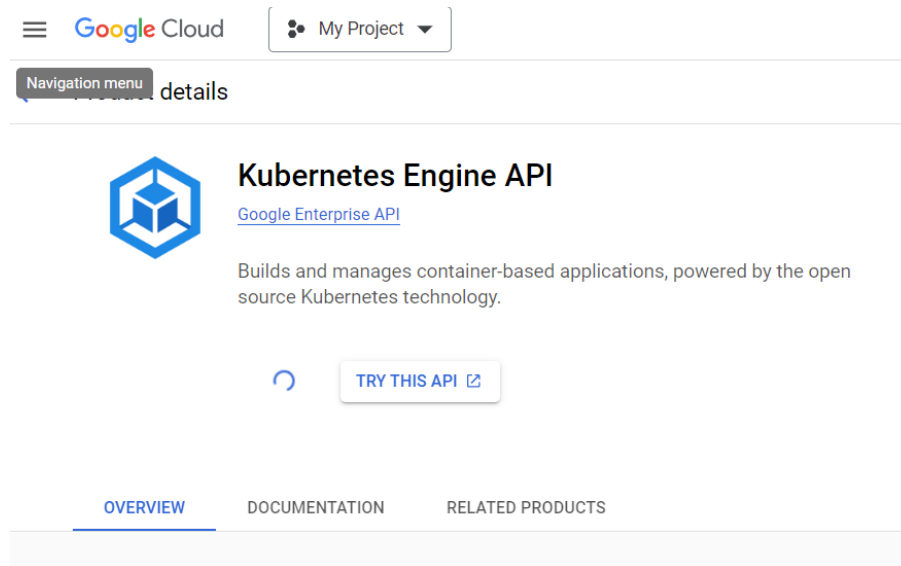 Google Cloud
My Project
Navigation menu
details
Kubernetes Engine API
Google Enterprise API
Builds and manages container-based applications, powered by the open
source Kubernetes technology.
TRY THIS API
OVERVIEW
DOCUMENTATION
RELATED PRODUCTS